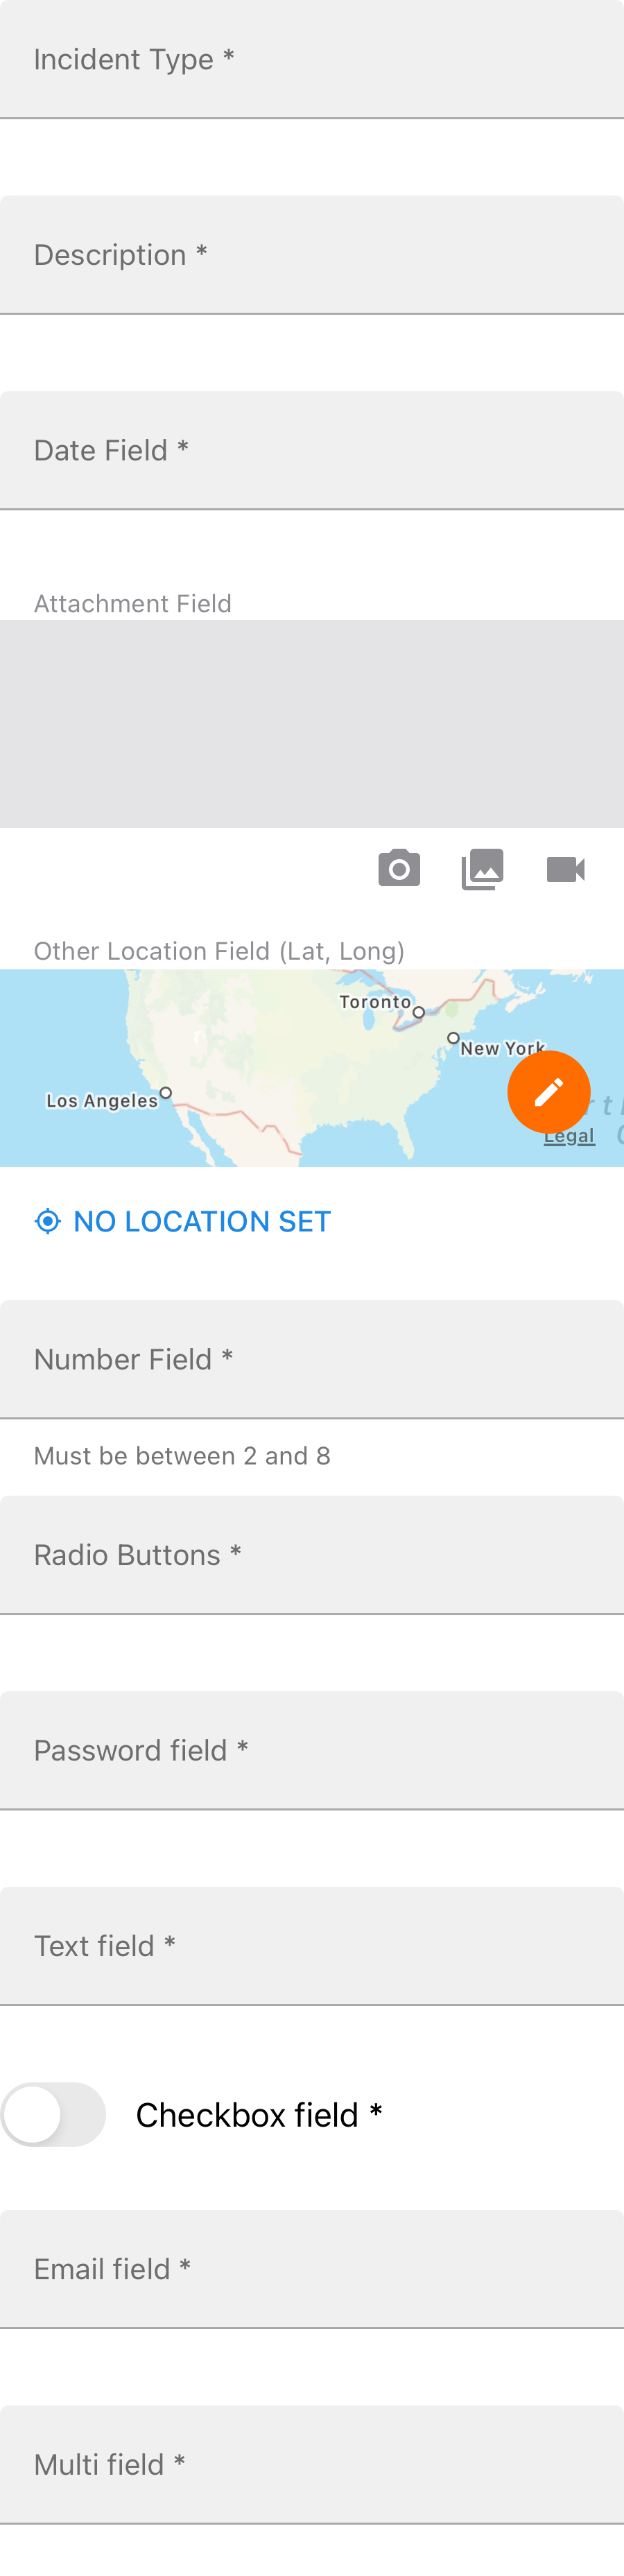 Incident Type *
Description *
Date Field *
Attachment Field
Other Location Field (Lat, Long)
Toronto
New York
Los Angeles
Legal
NO LOCATION SET
Number Field *
Must be between 2 and 8
Radio Buttons *
Password field *
Text field *
Checkbox field *
Email field *
Multi field *